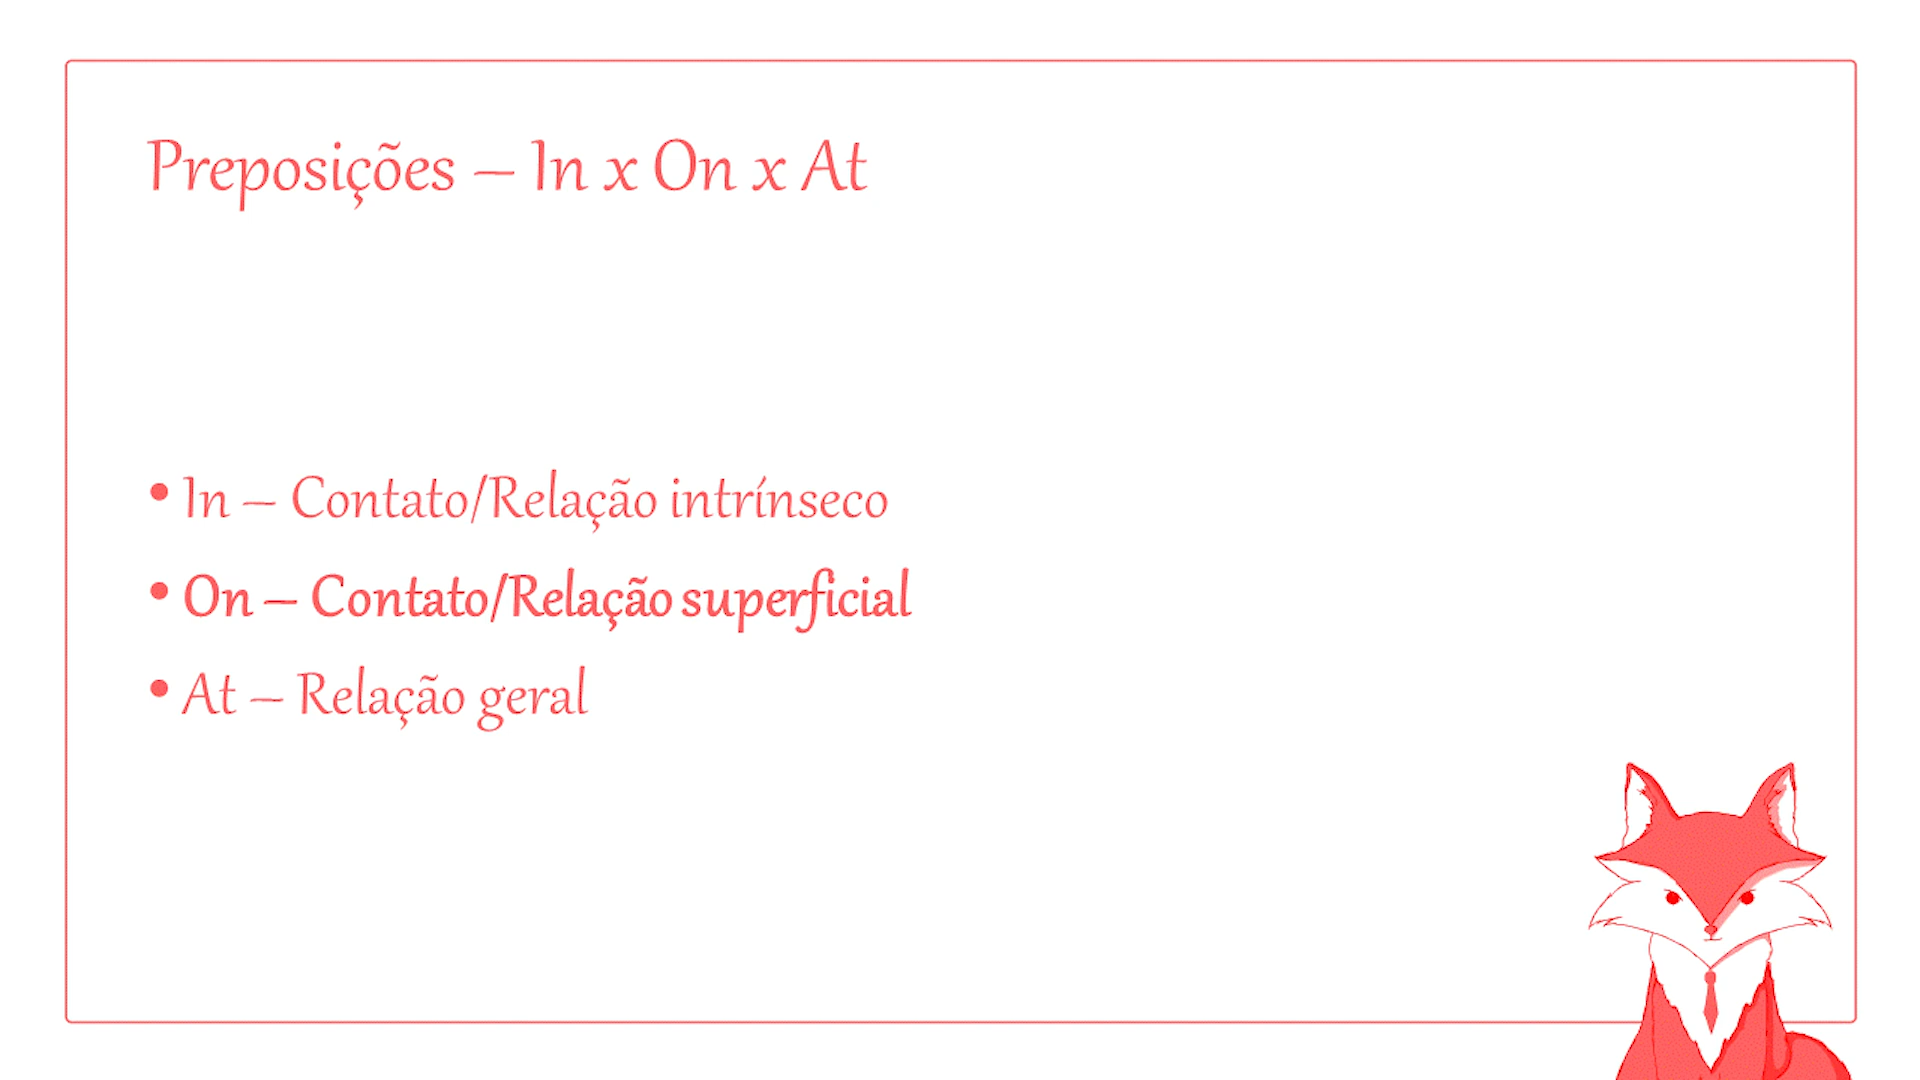 Preposições – In x On x At
• In – Contato/Relação intrínseco
• On – Contato/Relação superficial
• At – Relação geral